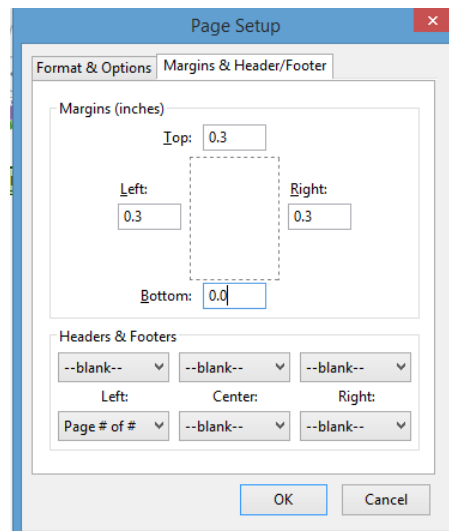 Page Setup
Format & Options Margins & Header/Footer
Margins (inches)
Top: 0.3
Left: Right:
0.3 0.3
Bottom: 0.0
Headers & Footers
--blank-- --blank-- --blank--
Left: Center: Right:
Page # of # --blank-- --blank--
OK Cancel